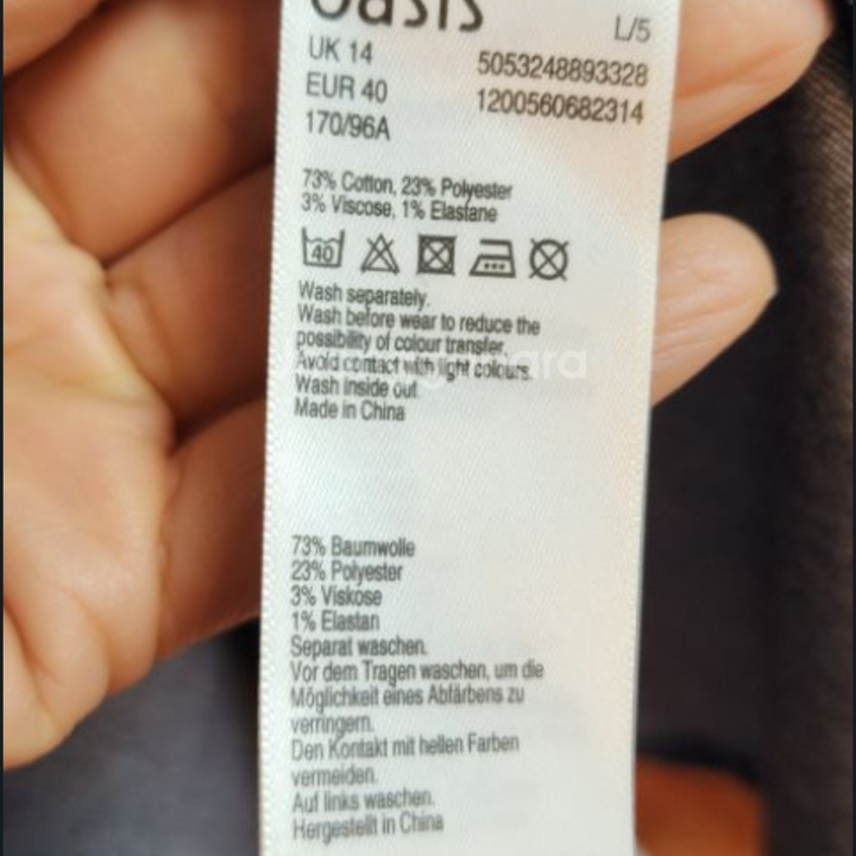 Oasis
L/5
UK 14
5053248893328
EUR 40
1200560682314
170/96A
73% Cotton, 23% Polyester
3% Viscose, 1% Elastane
40
Wash separately.
Wash before wear to reduce the
possibility of colour transfer.
Avoid contact with light colours.
Wash inside out.
Made in China
73% Baumwolle
23% Polyester
3% Viskose
1% Elastan
Separat waschen.
Vor dem Tragen waschen, um die
Möglichkeit eines Abfärbens zu
verringern.
Den Kontakt mit hellen Farben
vermeiden.
Auf links waschen.
Hergestellt in China